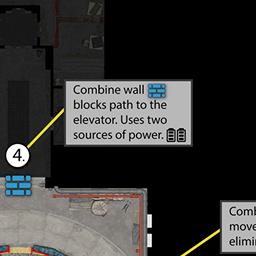 Combine wall
blocks path to the
elevator. Uses two
sources of power.
4.
Comb
move
elimi